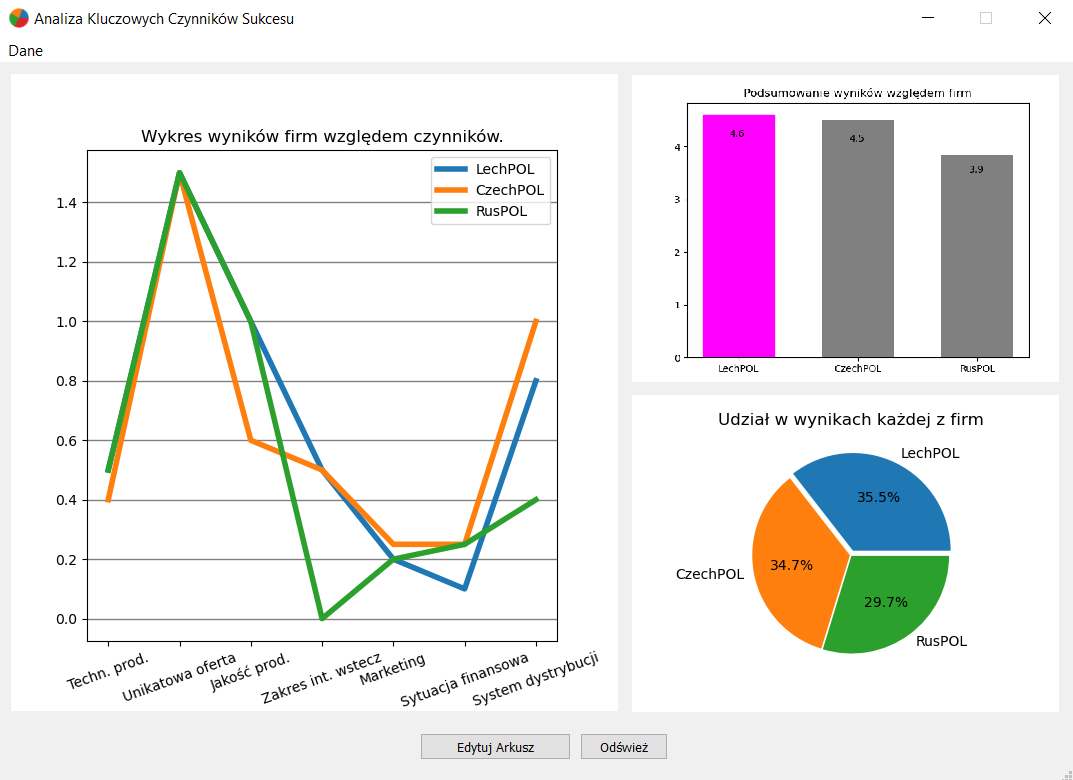 Analiza Kluczowych Czynników Sukcesu
Dane
Wykres wyników firm względem czynników.
LechPOL
CzechPOL
RusPOL
1.4
1.2
1.0
0.8
0.6
0.4
0.2
0.0
Techn. prod.
Unikatowa oferta
Jakość prod.
Zakres int. wstecz
Marketing
Sytuacja finansowa
System dystrybucji
Podsumowanie wyników względem firm
4.6
4.5
3.9
4
3
2
1
0
LechPOL
CzechPOL
RusPOL
Udział w wynikach każdej z firm
LechPOL
35.5%
CzechPOL
34.7%
29.7%
RusPOL
Edytuj Arkusz
Odśwież